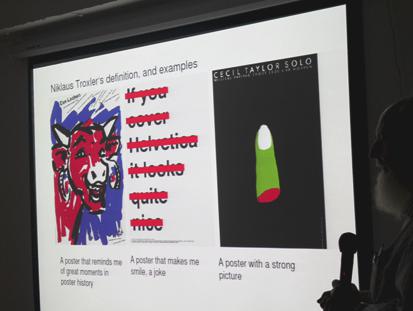 Niklaus Troxler's definition, and examples
If you
cover
Helvetica
it looks
quite
nice
CECIL TAYLOR SOLO
A poster that reminds me
of great moments in
poster history
A poster that makes me
smile, a joke
A poster with a strong
picture